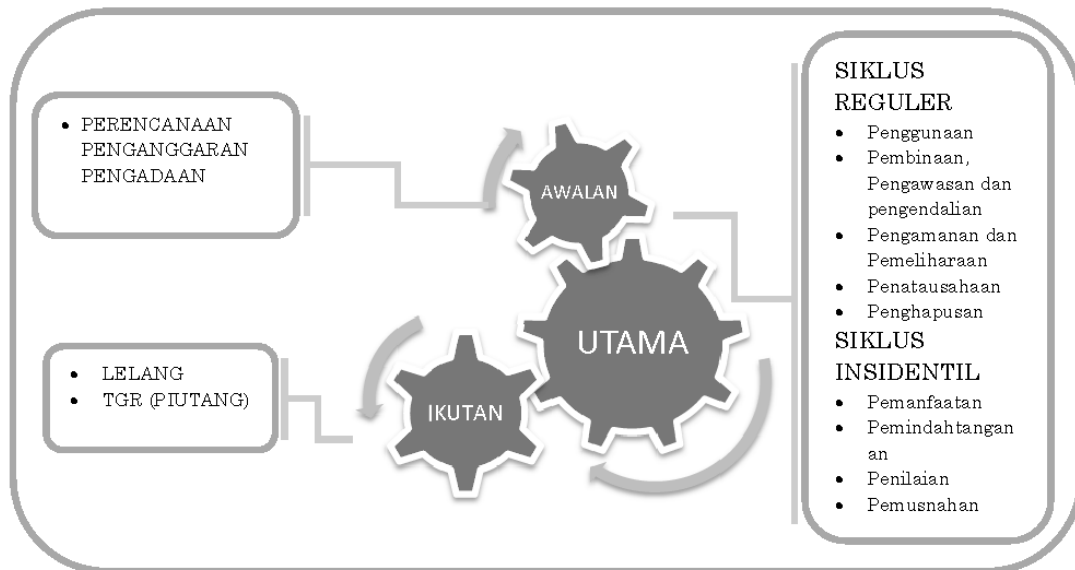 • PERENCANAAN
PENGANGGARAN
PENGADAAN
AWALAN
UTAMA
IKUTAN
• LELANG
• TGR (PIUTANG)
SIKLUS
REGULER
• Penggunaan
• Pembinaan,
Pengawasan dan
pengendalian
• Pengamanan dan
Pemeliharaan
• Penatausahaan
• Penghapusan
SIKLUS
INSIDENTIL
• Pemanfaatan
• Pemindahtangan
an
• Penilaian
• Pemusnahan